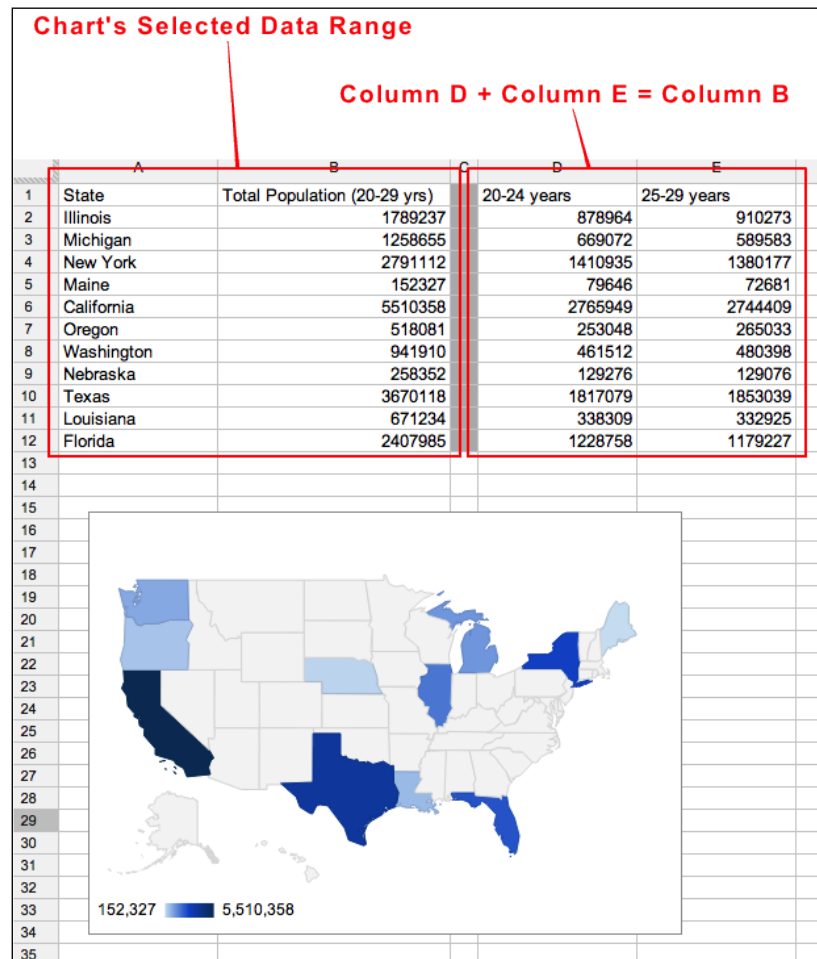 Chart's Selected Data Range
Column D + Column E = Column B
A B C D E
1 State Total Population (20-29 yrs) 20-24 years 25-29 years
2 Illinois 1789237 878964 910273
3 Michigan 1258655 669072 589583
4 New York 2791112 1410935 1380177
5 Maine 152327 79646 72681
6 California 5510358 2765949 2744409
7 Oregon 518081 253048 265033
8 Washington 941910 461512 480398
9 Nebraska 258352 129276 129076
10 Texas 3670118 1817079 1853039
11 Louisiana 671234 338309 332925
12 Florida 2407985 1228758 1179227
13
14
15
16
17
18
19
20
21
22
23
24
25
26
27
28
29
30
31
32
33 152,327 5,510,358
34
35